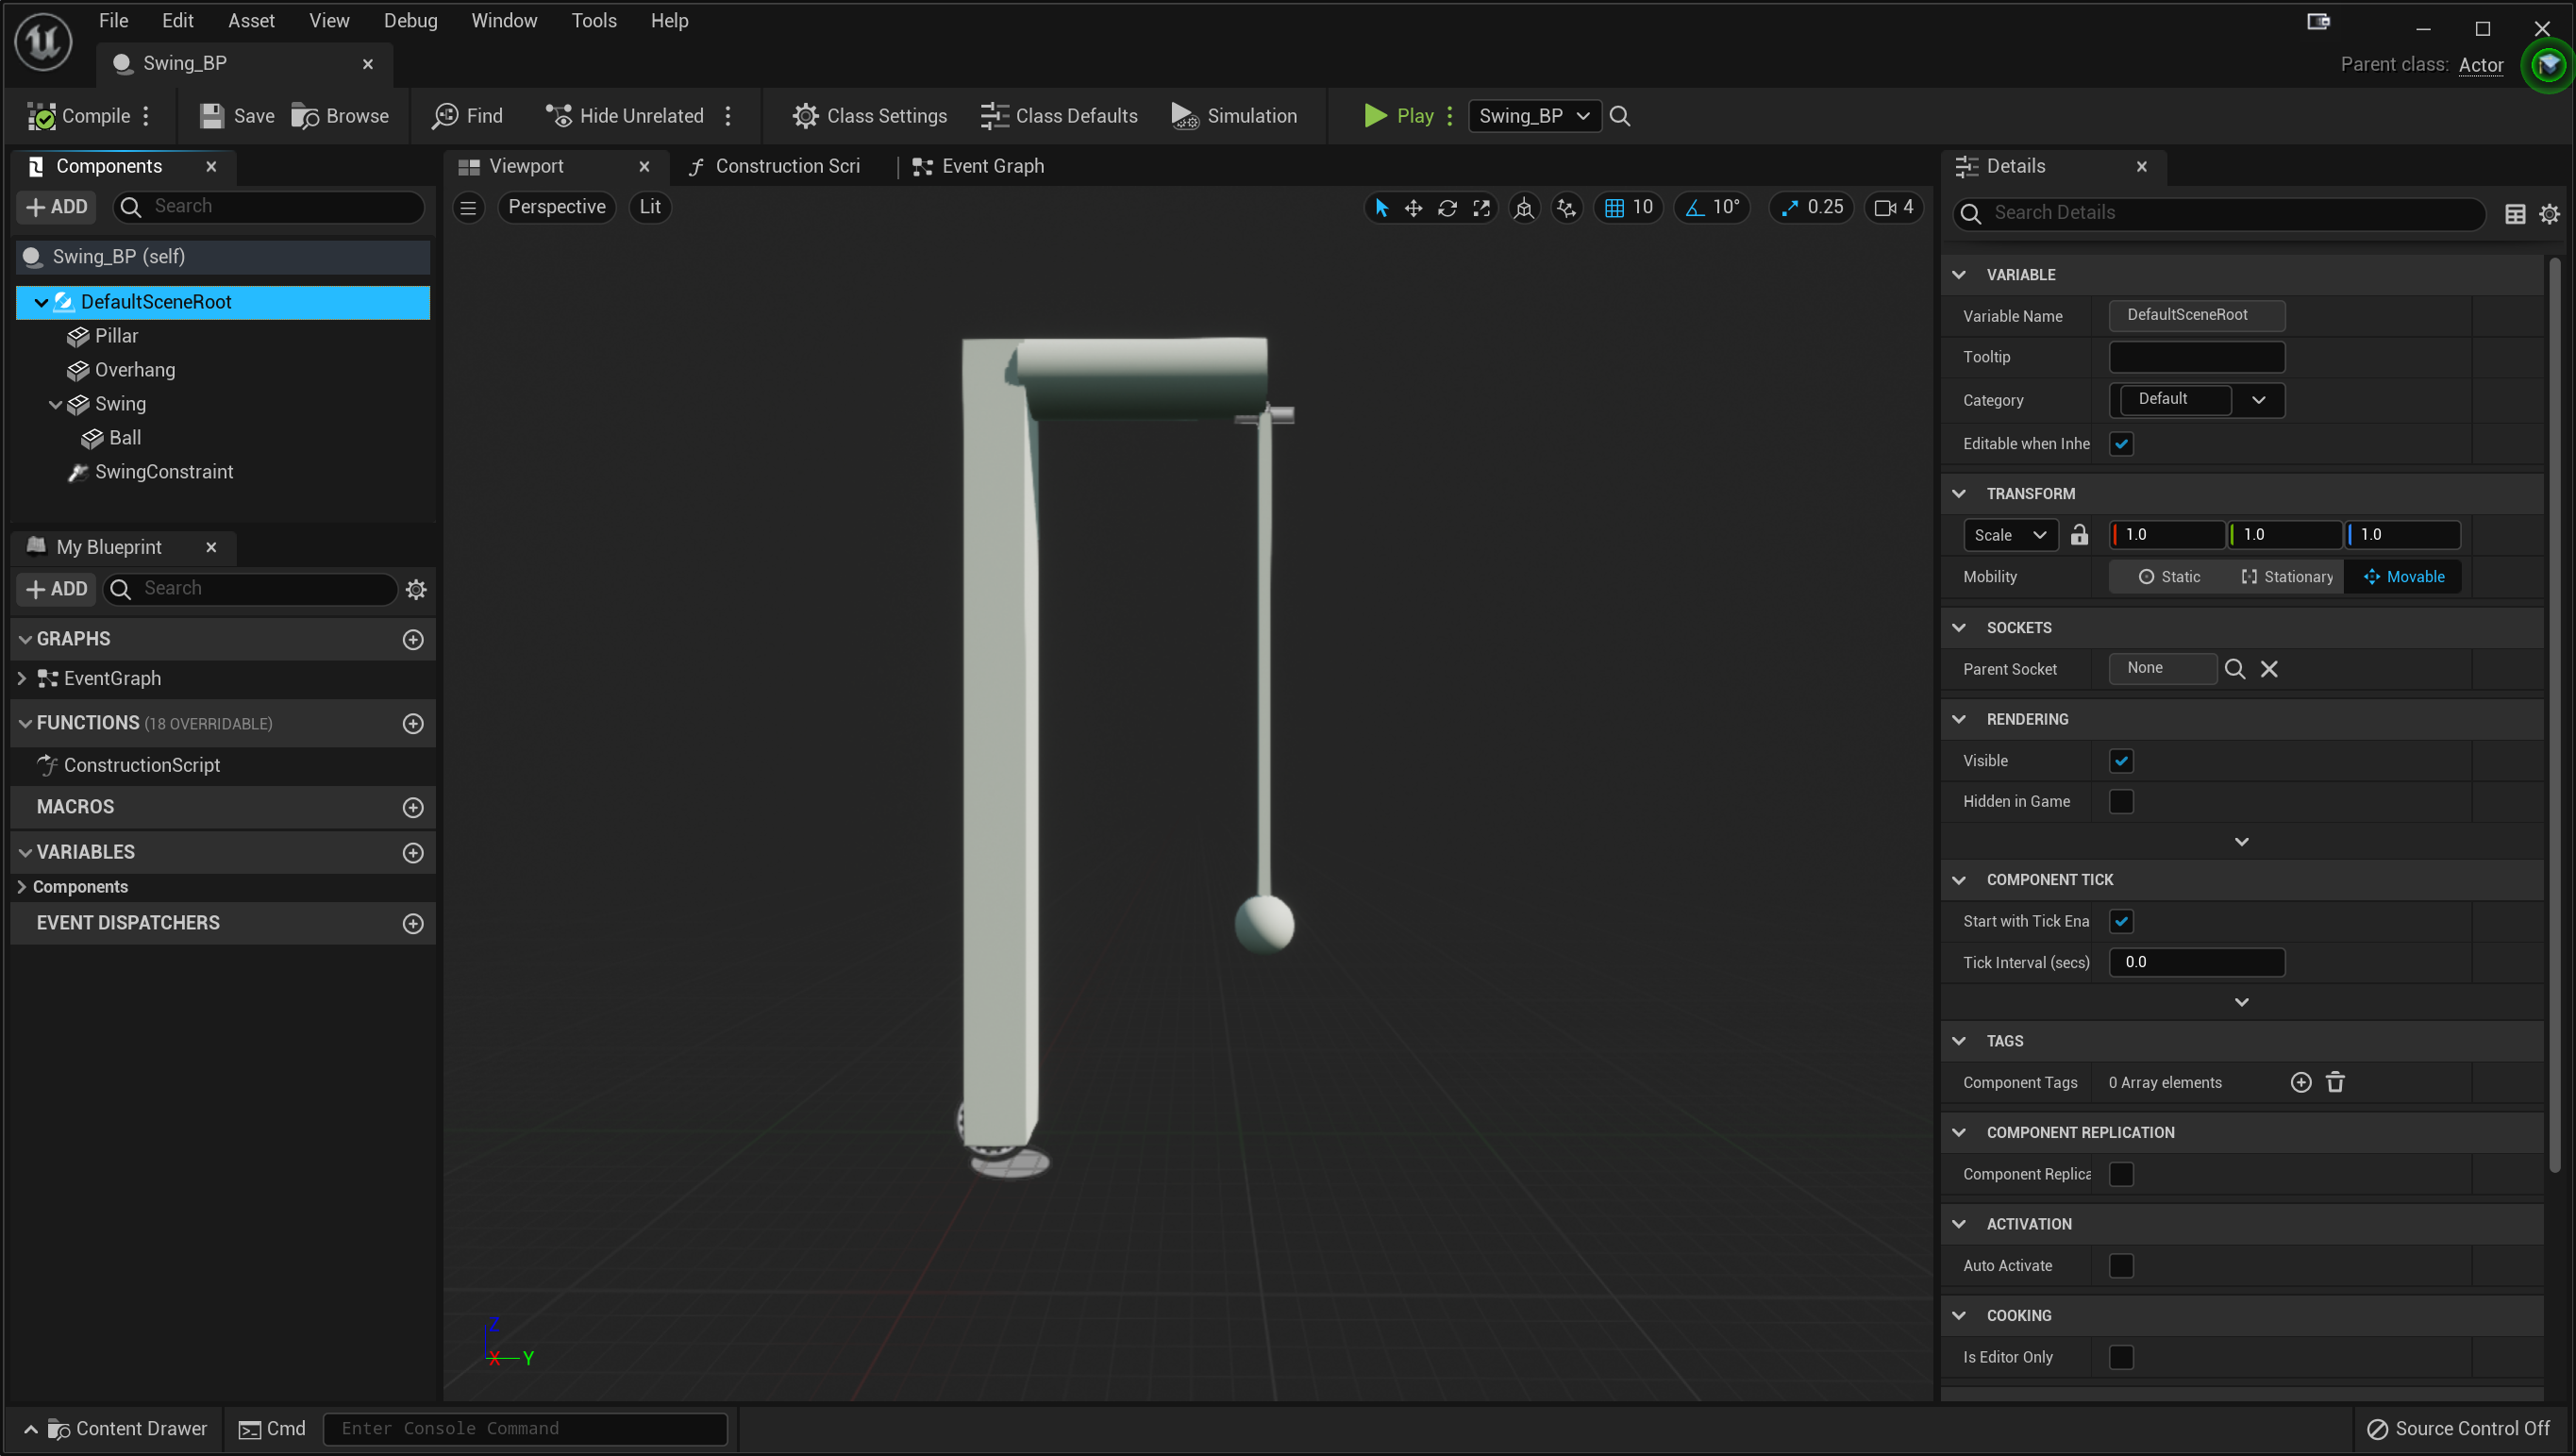 File Edit Asset View Debug Window Tools Help
Swing_BP
Parent class: Actor
Compile Save Browse Find Hide Unrelated Class Settings Class Defaults Simulation Play Swing_BP
Components
ADD Search
Swing_BP (self)
DefaultSceneRoot
Pillar
Overhang
Swing
Ball
SwingConstraint
My Blueprint
ADD Search
GRAPHS
EventGraph
FUNCTIONS (18 OVERRIDABLE)
ConstructionScript
MACROS
VARIABLES
Components
EVENT DISPATCHERS
Viewport Construction Scri Event Graph
Perspective Lit 10 10° 0.25 4
Z
X Y
Details
Search Details
VARIABLE
Variable Name DefaultSceneRoot
Tooltip
Category Default
Editable when Inhe
TRANSFORM
Scale 1.0 1.0 1.0
Mobility Static Stationary Movable
SOCKETS
Parent Socket None
RENDERING
Visible
Hidden in Game
COMPONENT TICK
Start with Tick Ena
Tick Interval (secs) 0.0
TAGS
Component Tags 0 Array elements
COMPONENT REPLICATION
Component Replica
ACTIVATION
Auto Activate
COOKING
Is Editor Only
Content Drawer Cmd Enter Console Command Source Control Off